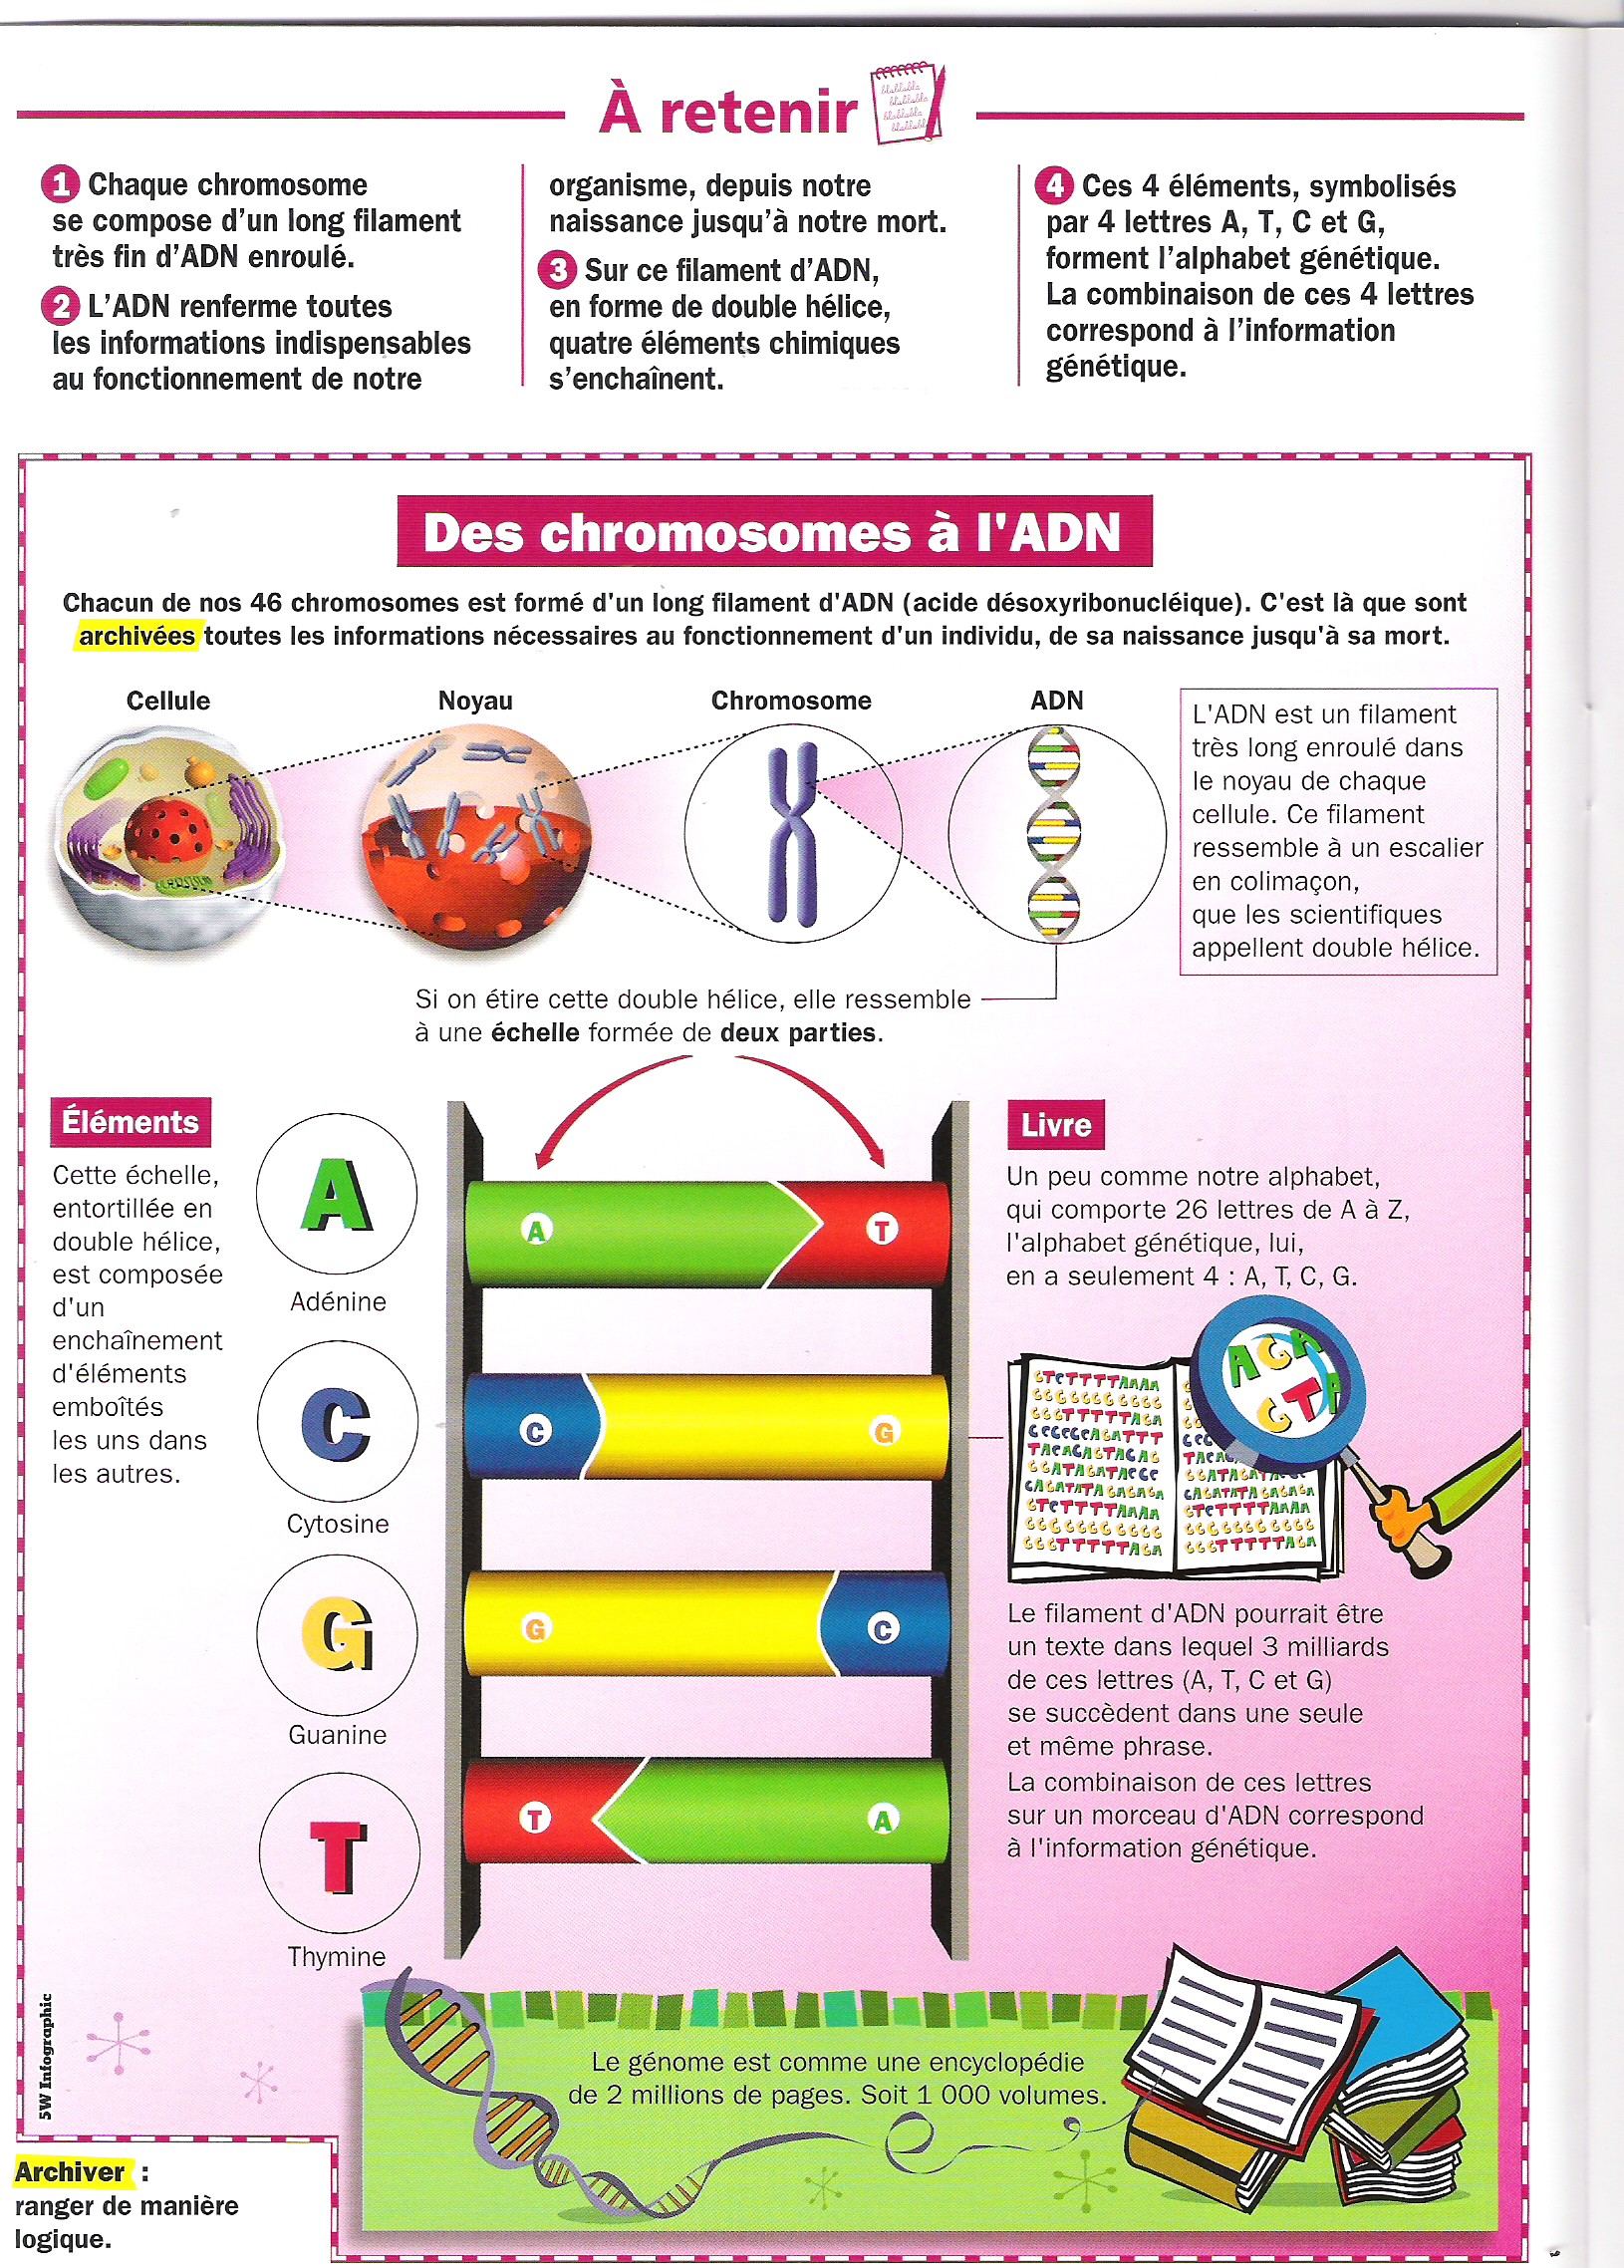 À retenir
1 Chaque chromosome
se compose d'un long filament
très fin d'ADN enroulé.
2 L'ADN renferme toutes
les informations indispensables
au fonctionnement de notre
organisme, depuis notre
naissance jusqu'à notre mort.
3 Sur ce filament d'ADN,
en forme de double hélice,
quatre éléments chimiques
s'enchaînent.
4 Ces 4 éléments, symbolisés
par 4 lettres A, T, C et G,
forment l'alphabet génétique.
La combinaison de ces 4 lettres
correspond à l'information
génétique.
Des chromosomes à l'ADN
Chacun de nos 46 chromosomes est formé d'un long filament d'ADN (acide désoxyribonucléique). C'est là que sont
archivées toutes les informations nécessaires au fonctionnement d'un individu, de sa naissance jusqu'à sa mort.
Cellule
Noyau
Chromosome
ADN
L'ADN est un filament
très long enroulé dans
le noyau de chaque
cellule. Ce filament
ressemble à un escalier
en colimaçon,
que les scientifiques
appellent double hélice.
Si on étire cette double hélice, elle ressemble
à une échelle formée de deux parties.
Éléments
Cette échelle,
entortillée en
double hélice,
est composée
d'un
enchaînement
d'éléments
emboîtés
les uns dans
les autres.
A
Adénine
C
Cytosine
G
Guanine
T
Thymine
A T
C G
G C
T A
Livre
Un peu comme notre alphabet,
qui comporte 26 lettres de A à Z,
l'alphabet génétique, lui,
en a seulement 4 : A, T, C, G.
AGA
GTA
Le filament d'ADN pourrait être
un texte dans lequel 3 milliards
de ces lettres (A, T, C et G)
se succèdent dans une seule
et même phrase.
La combinaison de ces lettres
sur un morceau d'ADN correspond
à l'information génétique.
Le génome est comme une encyclopédie
de 2 millions de pages. Soit 1 000 volumes.
5W Infographic
Archiver :
ranger de manière
logique.